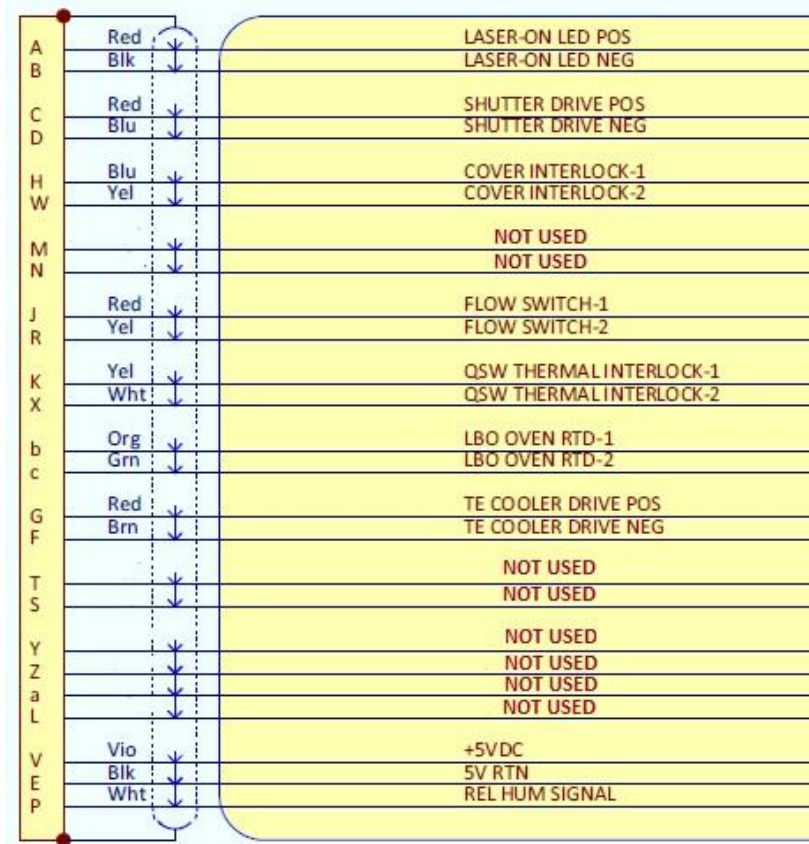 A Red LASER-ON LED POS
B Blk LASER-ON LED NEG
C Red SHUTTER DRIVE POS
D Blu SHUTTER DRIVE NEG
H Blu COVER INTERLOCK-1
W Yel COVER INTERLOCK-2
M NOT USED
N NOT USED
J Red FLOW SWITCH-1
R Yel FLOW SWITCH-2
K Yel QSW THERMAL INTERLOCK-1
X Wht QSW THERMAL INTERLOCK-2
b Org LBO OVEN RTD-1
c Grn LBO OVEN RTD-2
G Red TE COOLER DRIVE POS
F Brn TE COOLER DRIVE NEG
T NOT USED
S NOT USED
Y NOT USED
Z NOT USED
a NOT USED
L NOT USED
V Vio +5VDC
E Blk 5V RTN
P Wht REL HUM SIGNAL